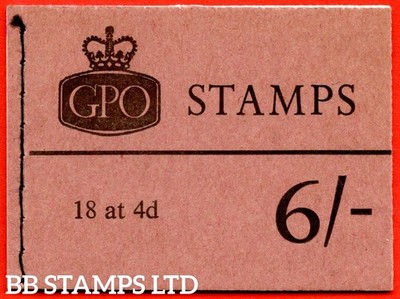 GPO STAMPS
18 at 4d 6/-
BB STAMPS LTD